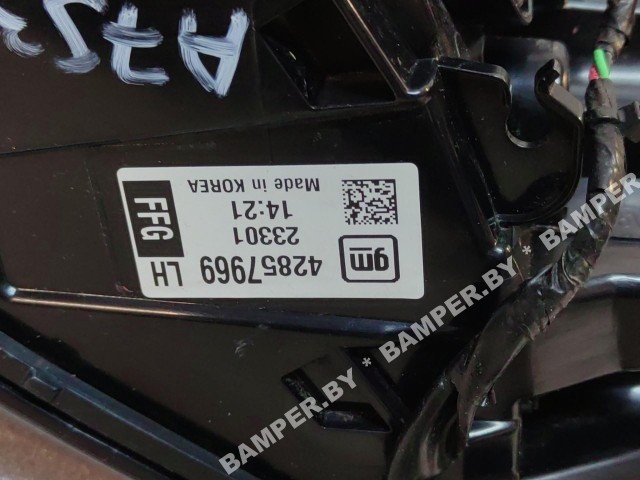 gm
42857969 LH
23301
14:21
Made in KOREA
FFG
BAMPER.BY * BAMPER.BY * BAMPER.BY * BAMPER.BY